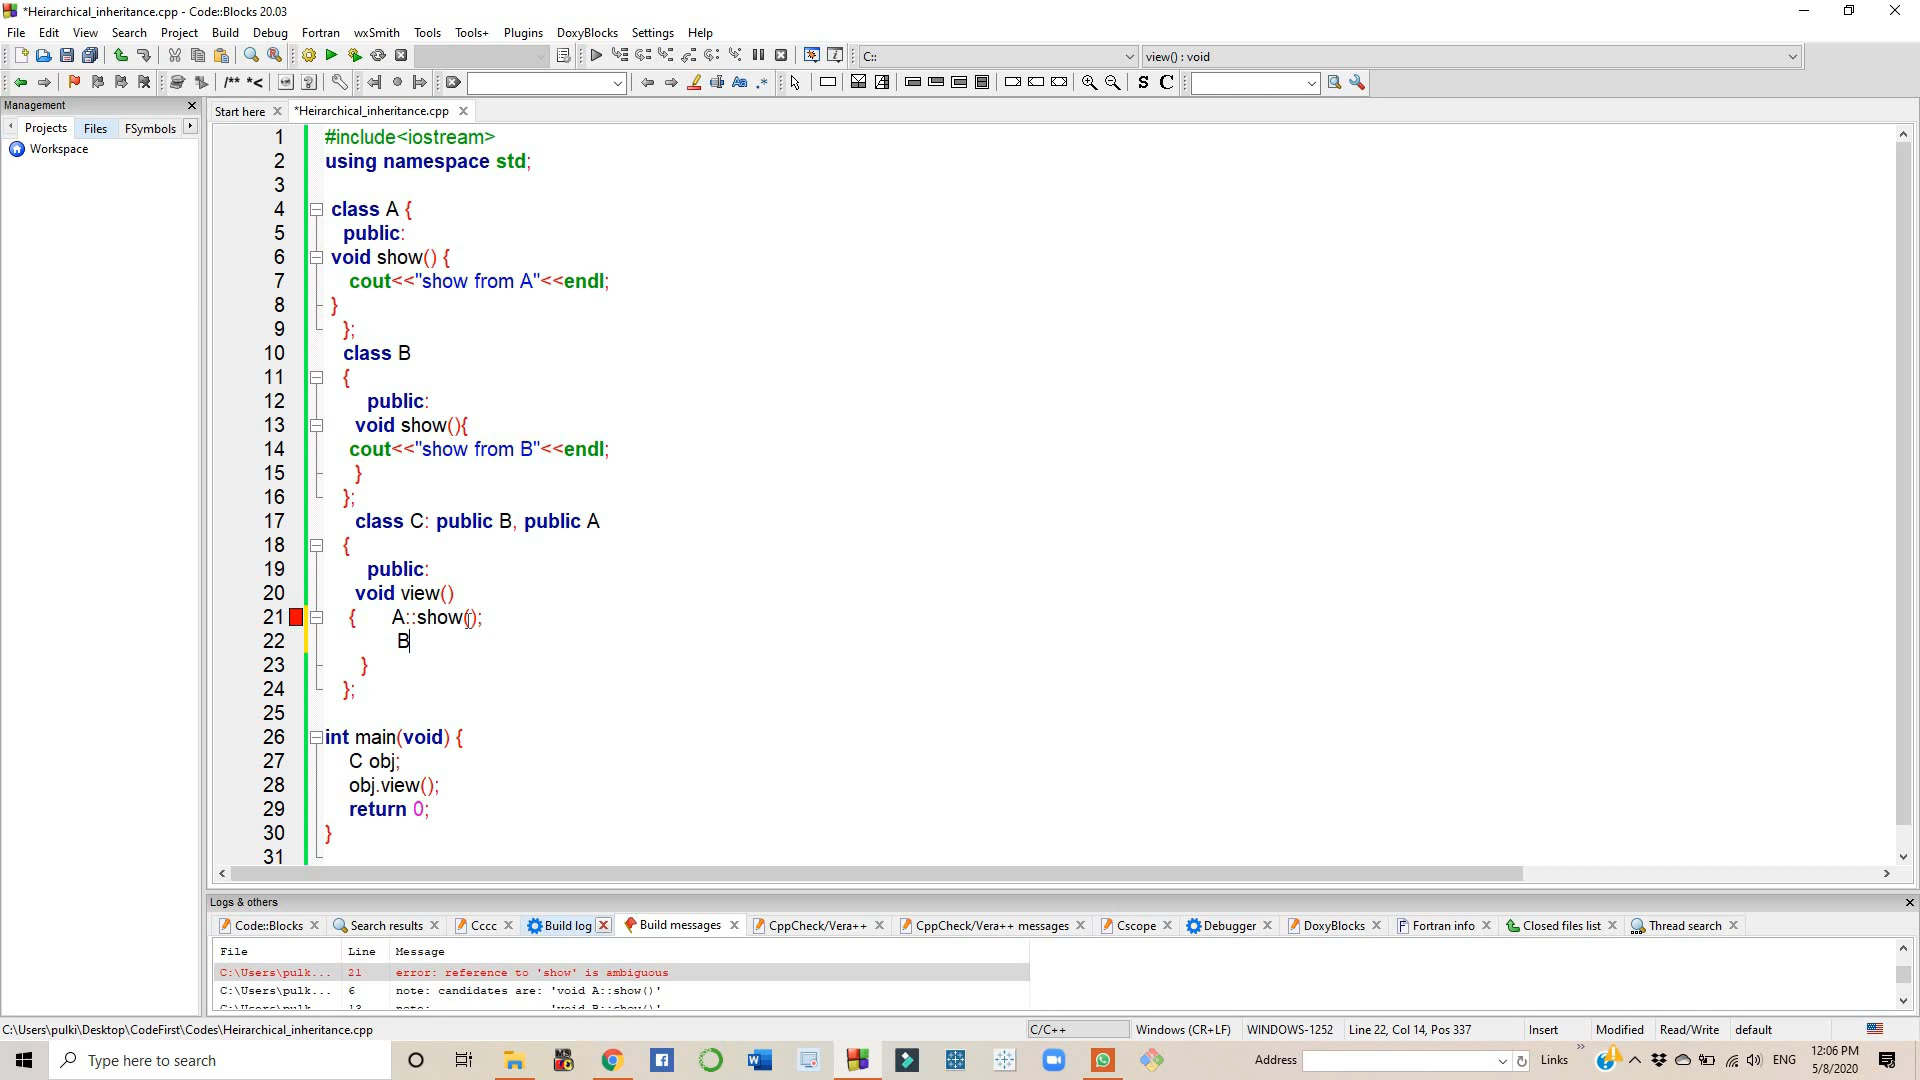 *Heirarchical_inheritance.cpp - Code::Blocks 20.03
File Edit View Search Project Build Debug Fortran wxSmith Tools Tools+ Plugins DoxyBlocks Settings Help
C:: view() : void
/** *< Aa .* S C
Management
Start here *Heirarchical_inheritance.cpp
Projects Files FSymbols
Workspace
1 #include<iostream>
2 using namespace std;
3
4 class A {
5 public:
6 void show() {
7 cout<<"show from A"<<endl;
8 }
9 };
10 class B
11 {
12 public:
13 void show(){
14 cout<<"show from B"<<endl;
15 }
16 };
17 class C: public B, public A
18 {
19 public:
20 void view()
21 { A::show();
22 B
23 }
24 };
25
26 int main(void) {
27 C obj;
28 obj.view();
29 return 0;
30 }
31
Logs & others
Code::Blocks Search results Cccc Build log Build messages CppCheck/Vera++ CppCheck/Vera++ messages Cscope Debugger DoxyBlocks Fortran info Closed files list Thread search
File Line Message
C:\Users\pulk... 21 error: reference to 'show' is ambiguous
C:\Users\pulk... 6 note: candidates are: 'void A::show()'
C:\Users\pulk... 13 note: 'void B::show()'
C:\Users\pulki\Desktop\CodeFirst\Codes\Heirarchical_inheritance.cpp C/C++ Windows (CR+LF) WINDOWS-1252 Line 22, Col 14, Pos 337 Insert Modified Read/Write default
Type here to search Address Links ENG 12:06 PM
5/8/2020